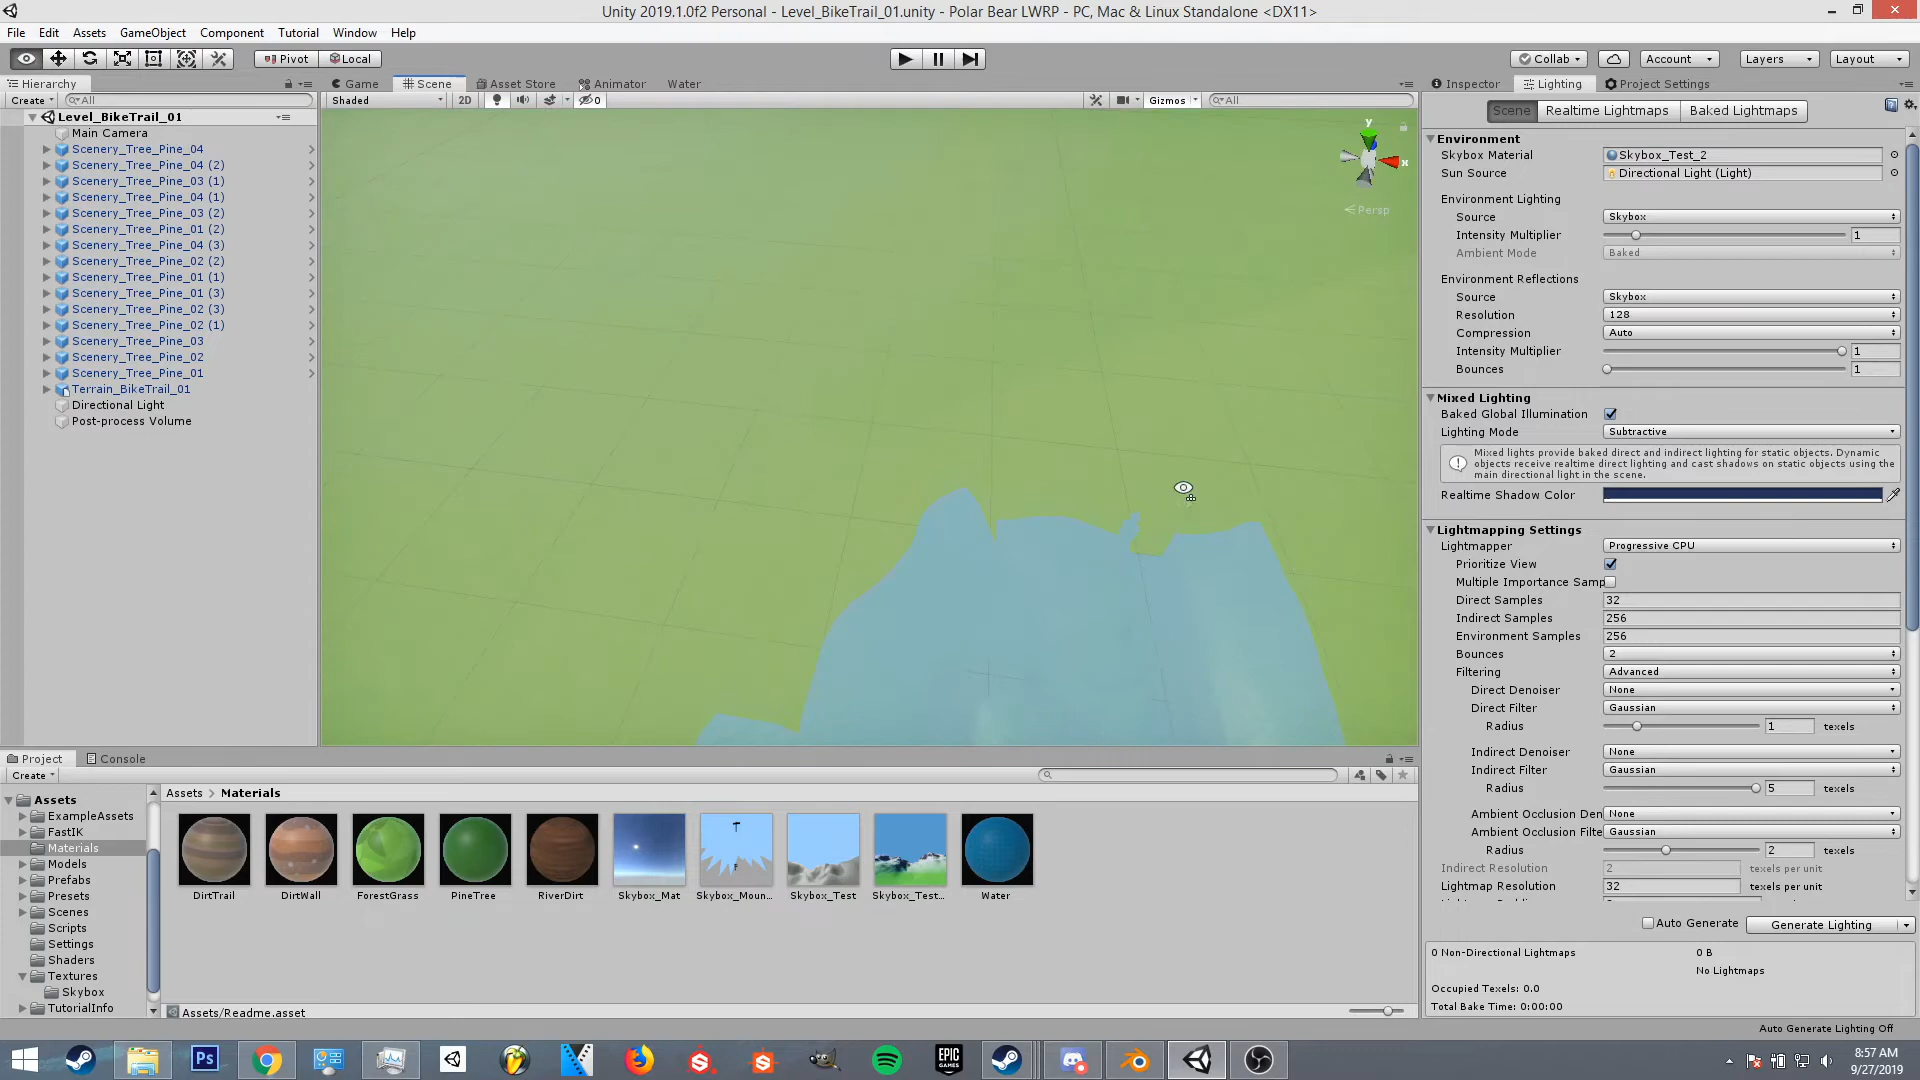 Unity 2019.1.0f2 Personal - Level_BikeTrail_01.unity - Polar Bear LWRP - PC, Mac & Linux Standalone <DX11>
File Edit Assets GameObject Component Tutorial Window Help
Pivot Local Collab Account Layers Layout
Hierarchy Game Scene Asset Store Animator Water Inspector Lighting Project Settings
Create All Shaded 2D 0 Gizmos All
Scene Realtime Lightmaps Baked Lightmaps
Level_BikeTrail_01
Main Camera
Scenery_Tree_Pine_04
Scenery_Tree_Pine_04 (2)
Scenery_Tree_Pine_03 (1)
Scenery_Tree_Pine_04 (1)
Scenery_Tree_Pine_03 (2)
Scenery_Tree_Pine_01 (2)
Scenery_Tree_Pine_04 (3)
Scenery_Tree_Pine_02 (2)
Scenery_Tree_Pine_01 (1)
Scenery_Tree_Pine_01 (3)
Scenery_Tree_Pine_02 (3)
Scenery_Tree_Pine_02 (1)
Scenery_Tree_Pine_03
Scenery_Tree_Pine_02
Scenery_Tree_Pine_01
Terrain_BikeTrail_01
Directional Light
Post-process Volume
y
x
Persp
Environment
Skybox Material Skybox_Test_2
Sun Source Directional Light (Light)
Environment Lighting
Source Skybox
Intensity Multiplier 1
Ambient Mode Baked
Environment Reflections
Source Skybox
Resolution 128
Compression Auto
Intensity Multiplier 1
Bounces 1
Mixed Lighting
Baked Global Illumination
Lighting Mode Subtractive
Mixed lights provide baked direct and indirect lighting for static objects. Dynamic
objects receive realtime direct lighting and cast shadows on static objects using the
main directional light in the scene.
Realtime Shadow Color
Lightmapping Settings
Lightmapper Progressive CPU
Prioritize View
Multiple Importance Samp
Direct Samples 32
Indirect Samples 256
Environment Samples 256
Bounces 2
Filtering Advanced
Direct Denoiser None
Direct Filter Gaussian
Radius 1 texels
Indirect Denoiser None
Indirect Filter Gaussian
Radius 5 texels
Ambient Occlusion Den None
Ambient Occlusion Filte Gaussian
Radius 2 texels
Indirect Resolution 2 texels per unit
Lightmap Resolution 32 texels per unit
Auto Generate Generate Lighting
0 Non-Directional Lightmaps 0 B
No Lightmaps
Occupied Texels: 0.0
Total Bake Time: 0:00:00
Auto Generate Lighting Off
Project Console
Create
Assets
ExampleAssets
FastIK
Materials
Models
Prefabs
Presets
Scenes
Scripts
Settings
Shaders
Textures
Skybox
TutorialInfo
Assets > Materials
DirtTrail DirtWall ForestGrass PineTree RiverDirt Skybox_Mat Skybox_Moun... Skybox_Test Skybox_Test... Water
Assets/Readme.asset
Ps
EPIC
GAMES
8:57 AM
9/27/2019